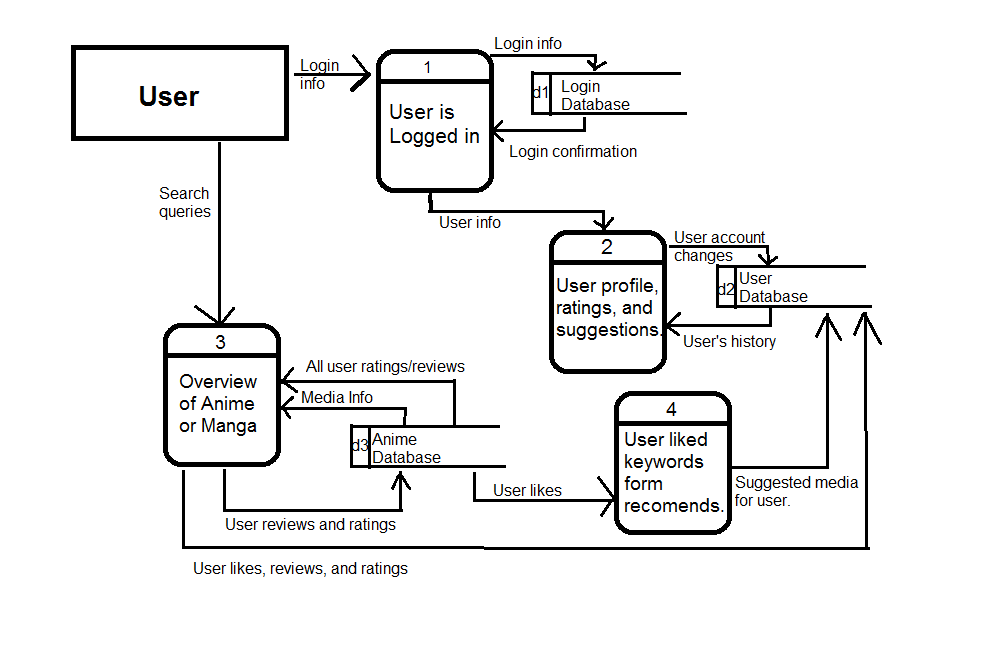 User
Login
info
1
User is
Logged in
Login info
d1
Login
Database
Login confirmation
User info
Search
queries
2
User profile,
ratings, and
suggestions.
User account
changes
d2
User
Database
User's history
3
Overview
of Anime
or Manga
All user ratings/reviews
Media Info
d3
Anime
Database
User reviews and ratings
User likes
4
User liked
keywords
form
recomends.
Suggested media
for user.
User likes, reviews, and ratings